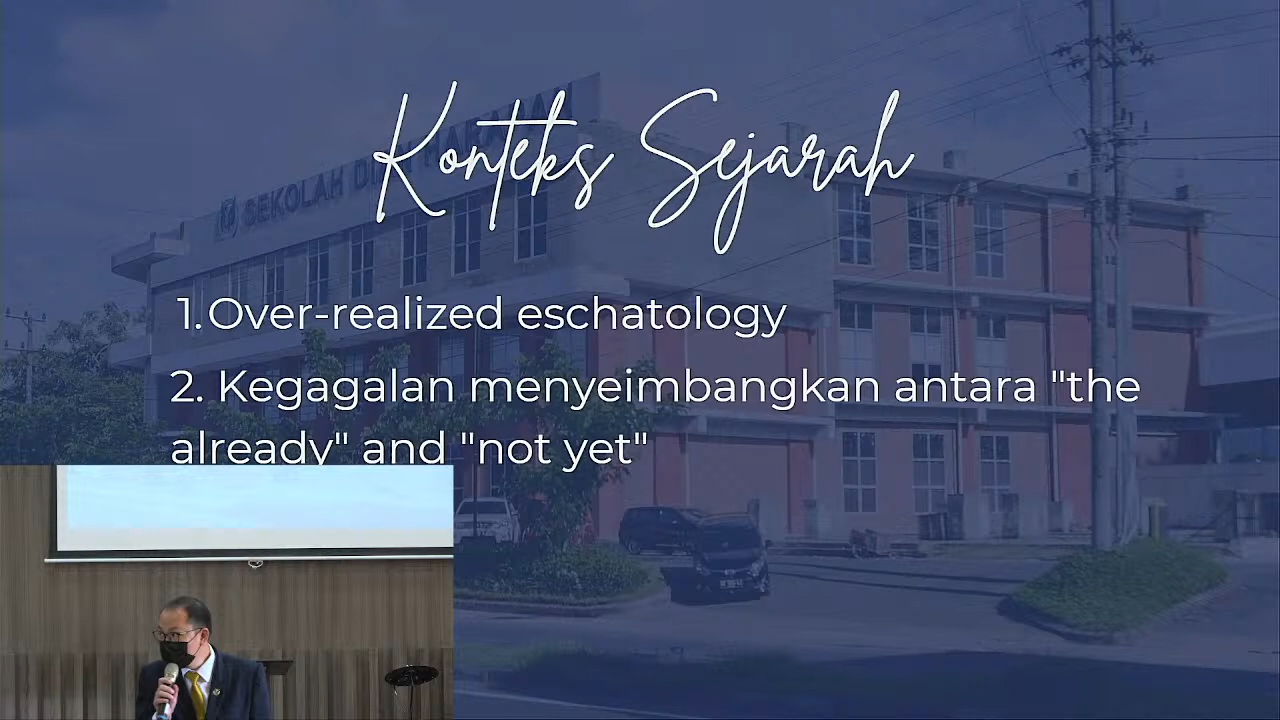 Konteks Sejarah
SEKOLAH
1. Over-realized eschatology
2. Kegagalan menyeimbangkan antara "the
already" and "not yet"